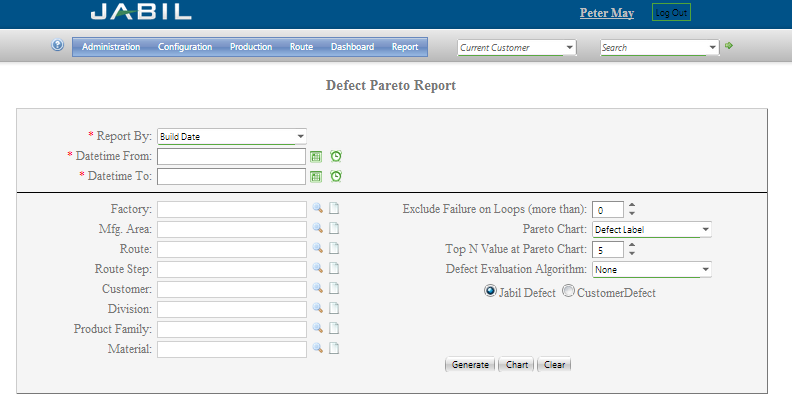 JABIL
Peter May Log Out
Administration Configuration Production Route Dashboard Report Current Customer Search
Defect Pareto Report
* Report By: Build Date
* Datetime From:
* Datetime To:
Factory:
Mfg. Area:
Route:
Route Step:
Customer:
Division:
Product Family:
Material:
Exclude Failure on Loops (more than): 0
Pareto Chart: Defect Label
Top N Value at Pareto Chart: 5
Defect Evaluation Algorithm: None
Jabil Defect CustomerDefect
Generate Chart Clear